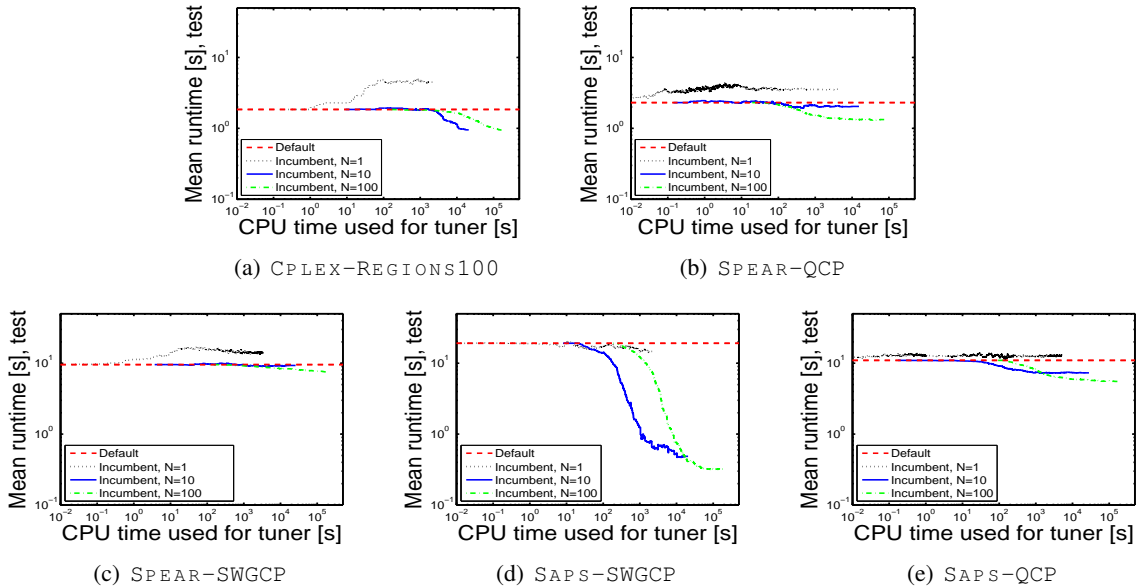 Mean runtime [s], test
10^1
10^0
10^-1
Default
Incumbent, N=1
Incumbent, N=10
Incumbent, N=100
10^-2 10^-1 10^0 10^1 10^2 10^3 10^4 10^5
CPU time used for tuner [s]
(a) CPLEX-REGIONS100
Mean runtime [s], test
10^1
10^0
10^-1
Default
Incumbent, N=1
Incumbent, N=10
Incumbent, N=100
10^-2 10^-1 10^0 10^1 10^2 10^3 10^4 10^5
CPU time used for tuner [s]
(b) SPEAR-QCP
Mean runtime [s], test
10^1
10^0
10^-1
Default
Incumbent, N=1
Incumbent, N=10
Incumbent, N=100
10^-2 10^-1 10^0 10^1 10^2 10^3 10^4 10^5
CPU time used for tuner [s]
(c) SPEAR-SWGCP
Mean runtime [s], test
10^1
10^0
10^-1
Default
Incumbent, N=1
Incumbent, N=10
Incumbent, N=100
10^-2 10^-1 10^0 10^1 10^2 10^3 10^4 10^5
CPU time used for tuner [s]
(d) SAPS-SWGCP
Mean runtime [s], test
10^1
10^0
10^-1
Default
Incumbent, N=1
Incumbent, N=10
Incumbent, N=100
10^-2 10^-1 10^0 10^1 10^2 10^3 10^4 10^5
CPU time used for tuner [s]
(e) SAPS-QCP